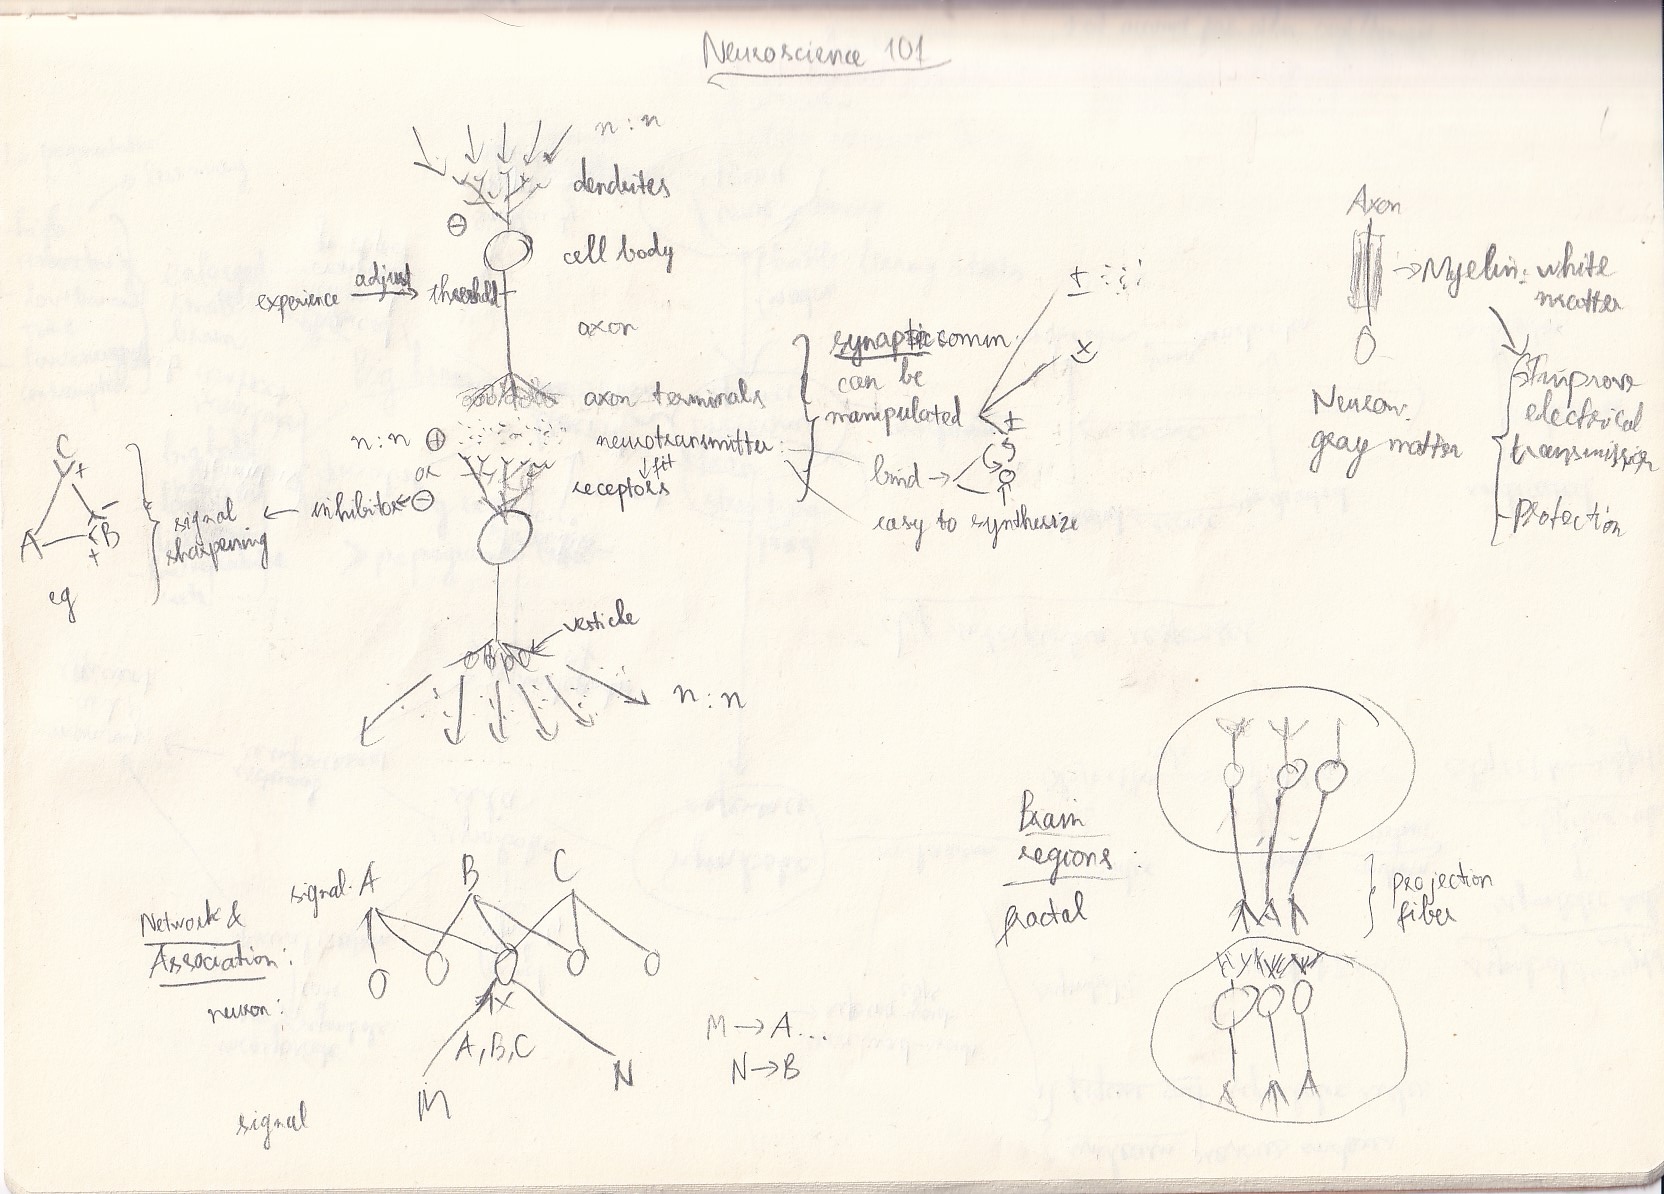 Neuroscience 101
n : n
dendrites
⊖
cell body
experience adjust → threshold
axon
axon terminals
n : n ⊕
or
inhibitor ← ⊖
neurotransmitter:
↓ fit
receptors
C
+
-
A
B
+
eg
signal
sharpening
vesticle
n : n
synaptic comm:
can be
manipulated
±
x
±
bind →
easy to synthesize
Axon
→ Myelin: white
matter
Neuron:
gray matter
Improve
electrical
transmission
Protection
Network &
Association:
signal A
B
C
neuron:
A, B, C
M
N
signal
M → A...
N → B
Brain
regions:
fractal
projection
fiber